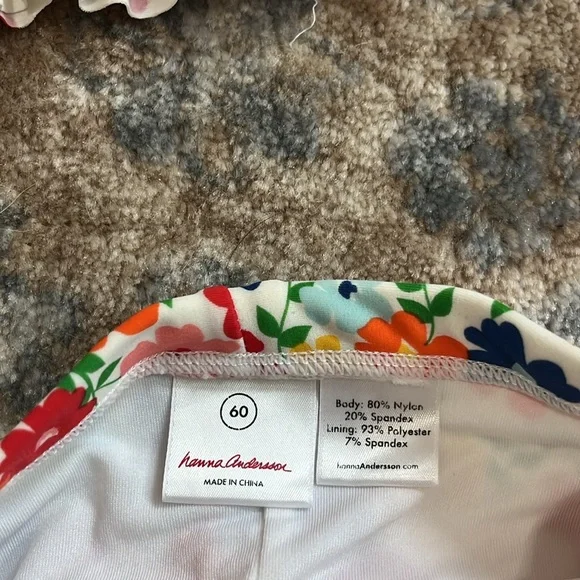 60
hanna Andersson
MADE IN CHINA
Body: 80% Nylon
20% Spandex
Lining: 93% Polyester
7% Spandex
hannaAndersson.com